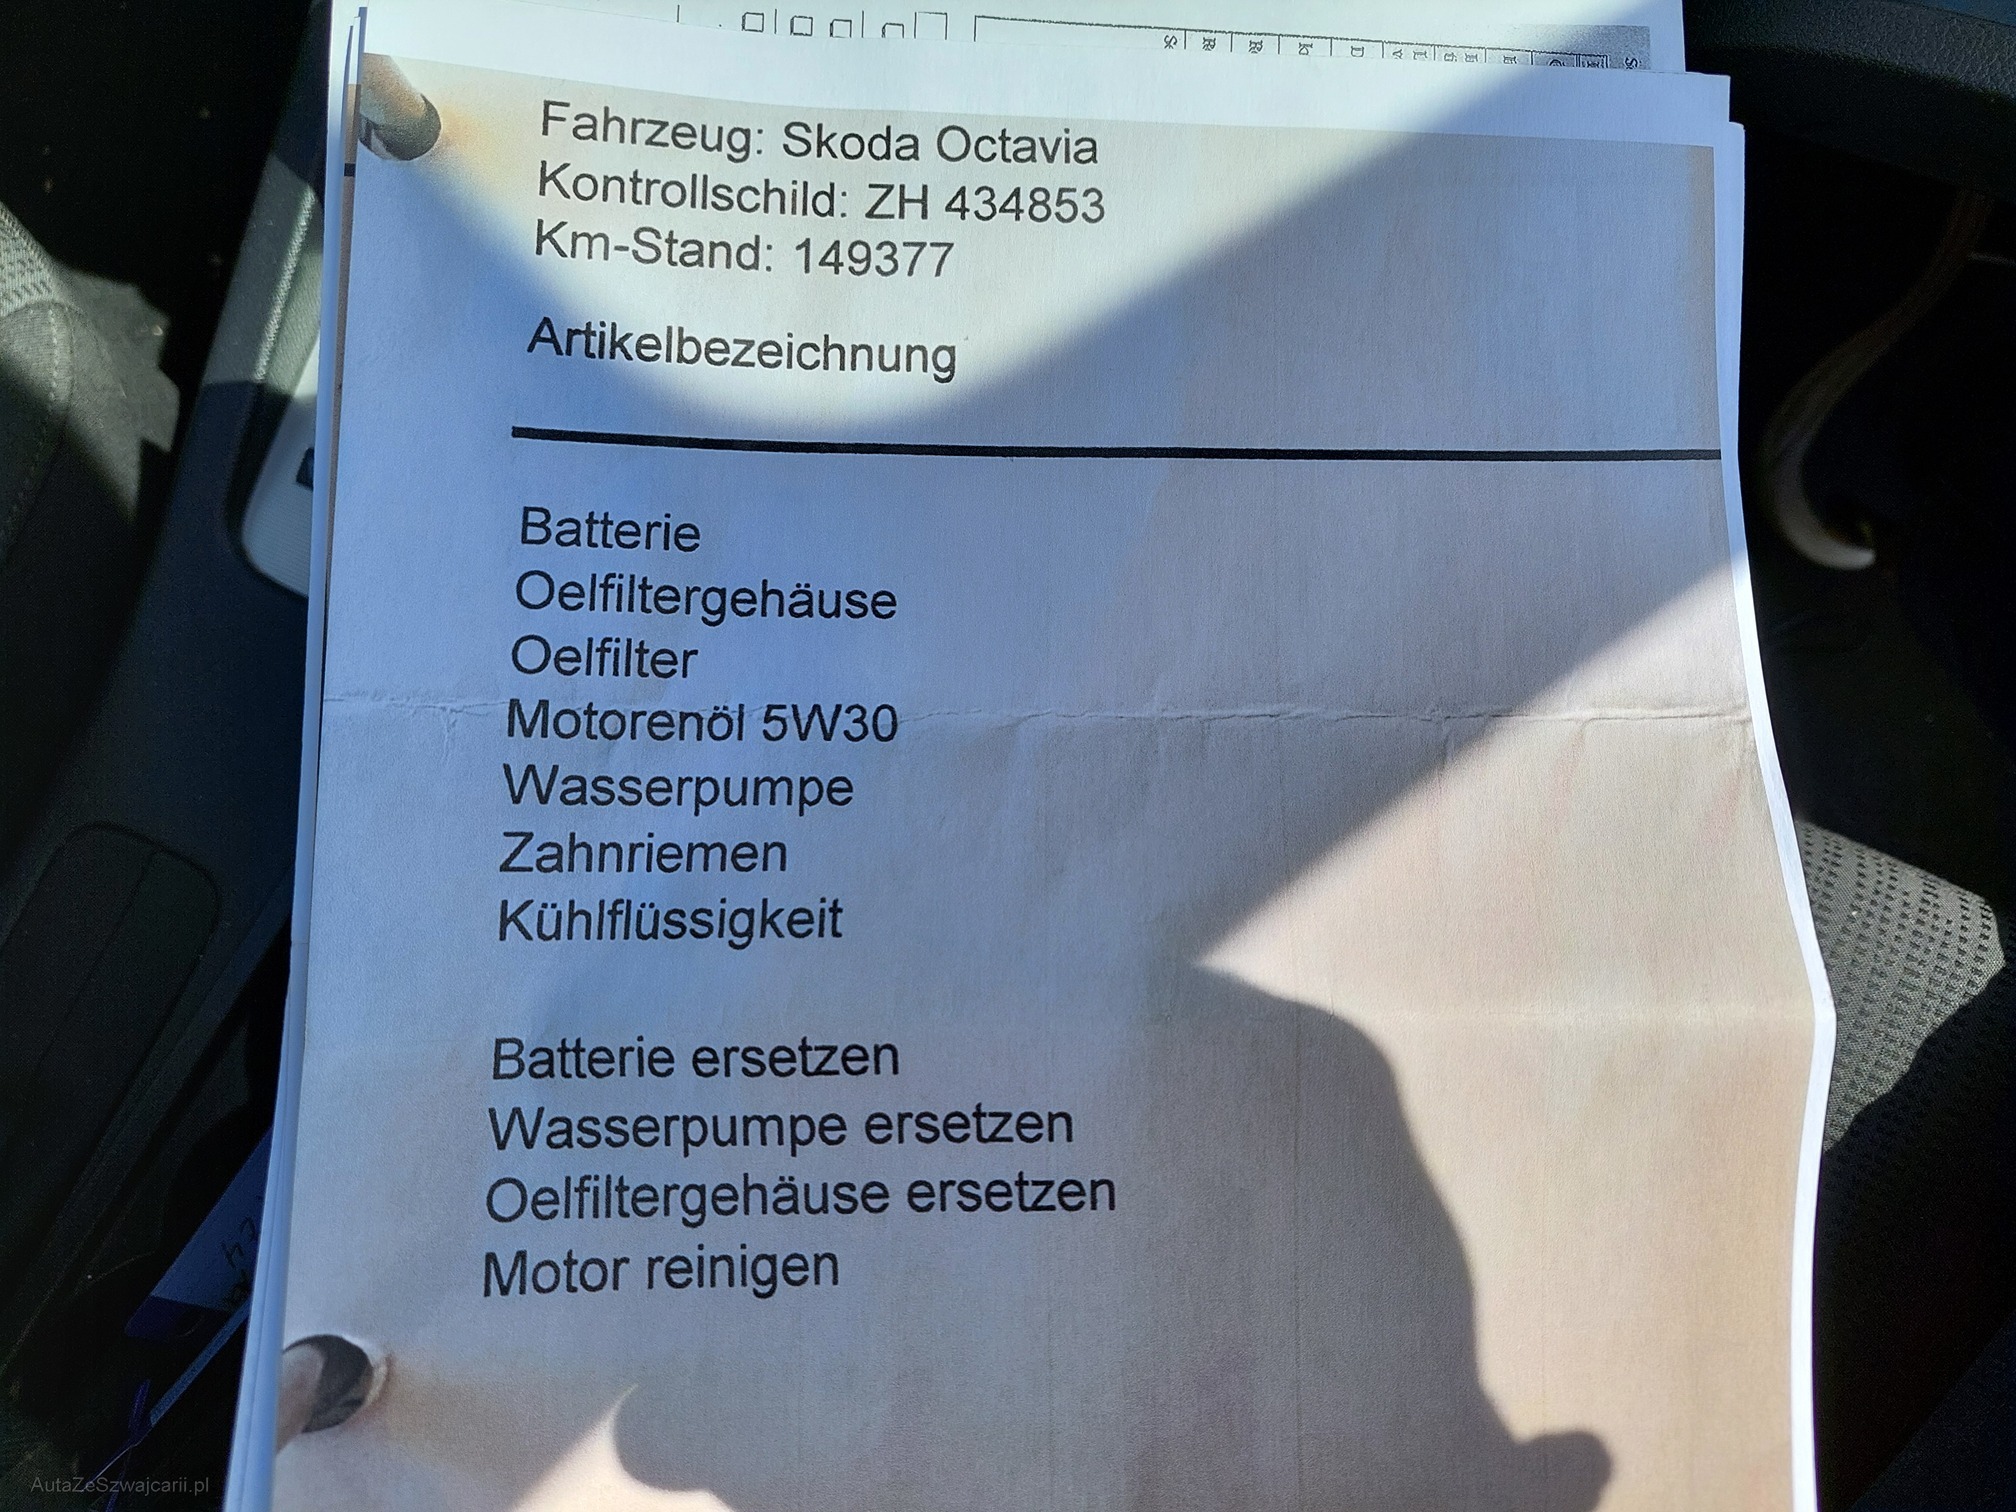 Fahrzeug: Skoda Octavia
Kontrollschild: ZH 434853
Km-Stand: 149377
Artikelbezeichnung
Batterie
Oelfiltergehäuse
Oelfilter
Motorenöl 5W30
Wasserpumpe
Zahnriemen
Kühlflüssigkeit
Batterie ersetzen
Wasserpumpe ersetzen
Oelfiltergehäuse ersetzen
Motor reinigen
AutaZeSzwajcarii.pl